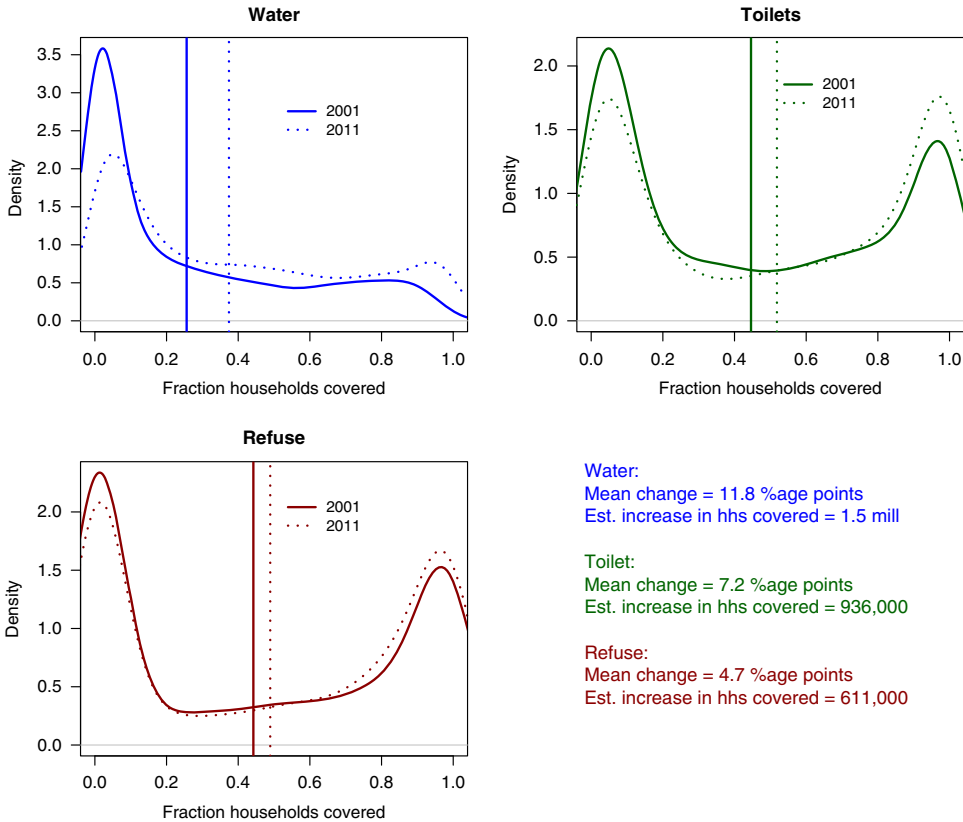 Water
Density
0.0
0.5
1.0
1.5
2.0
2.5
3.0
3.5
2001
2011
0.0 0.2 0.4 0.6 0.8 1.0
Fraction households covered
Toilets
Density
0.0
0.5
1.0
1.5
2.0
2001
2011
0.0 0.2 0.4 0.6 0.8 1.0
Fraction households covered
Refuse
Density
0.0
0.5
1.0
1.5
2.0
2001
2011
0.0 0.2 0.4 0.6 0.8 1.0
Fraction households covered
Water:
Mean change = 11.8 %age points
Est. increase in hhs covered = 1.5 mill
Toilet:
Mean change = 7.2 %age points
Est. increase in hhs covered = 936,000
Refuse:
Mean change = 4.7 %age points
Est. increase in hhs covered = 611,000